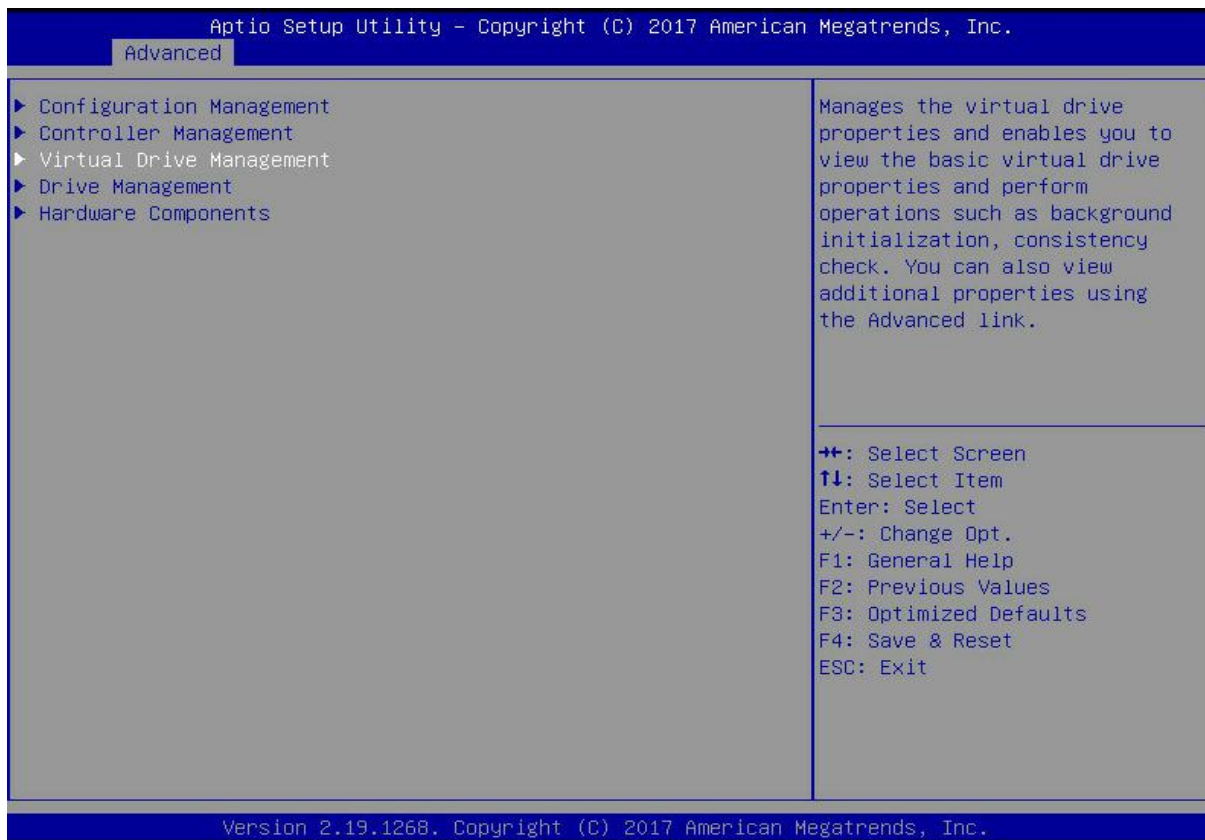 Aptio Setup Utility – Copyright (C) 2017 American Megatrends, Inc.
Advanced
▶ Configuration Management
▶ Controller Management
▶ Virtual Drive Management
▶ Drive Management
▶ Hardware Components
Manages the virtual drive
properties and enables you to
view the basic virtual drive
properties and perform
operations such as background
initialization, consistency
check. You can also view
additional properties using
the Advanced link.
→←: Select Screen
↑↓: Select Item
Enter: Select
+/-: Change Opt.
F1: General Help
F2: Previous Values
F3: Optimized Defaults
F4: Save & Reset
ESC: Exit
Version 2.19.1268. Copyright (C) 2017 American Megatrends, Inc.